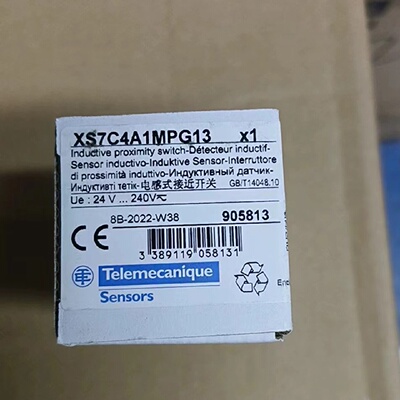 XS7C4A1MPG13 x1
Inductive proximity switch-Détecteur inductif-
Sensor inductivo-Induktive Sensor-Interruttore
di prossimità induttivo-Индуктивный датчик-
Индуктивті тетік-电感式接近开关 GB/T14048.10
Ue : 24 V ... 240V
8B-2022-W38 905813
CE
3 389119 058131
Telemecanique
Sensors